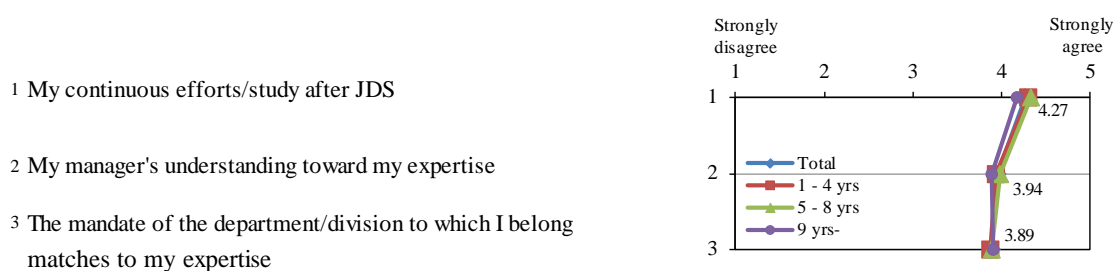 Strongly disagree
Strongly agree
1 2 3 4 5
1 My continuous efforts/study after JDS
1
4.27
2 My manager's understanding toward my expertise
2
3.94
Total
1 - 4 yrs
5 - 8 yrs
9 yrs-
3 The mandate of the department/division to which I belong
matches to my expertise
3
3.89